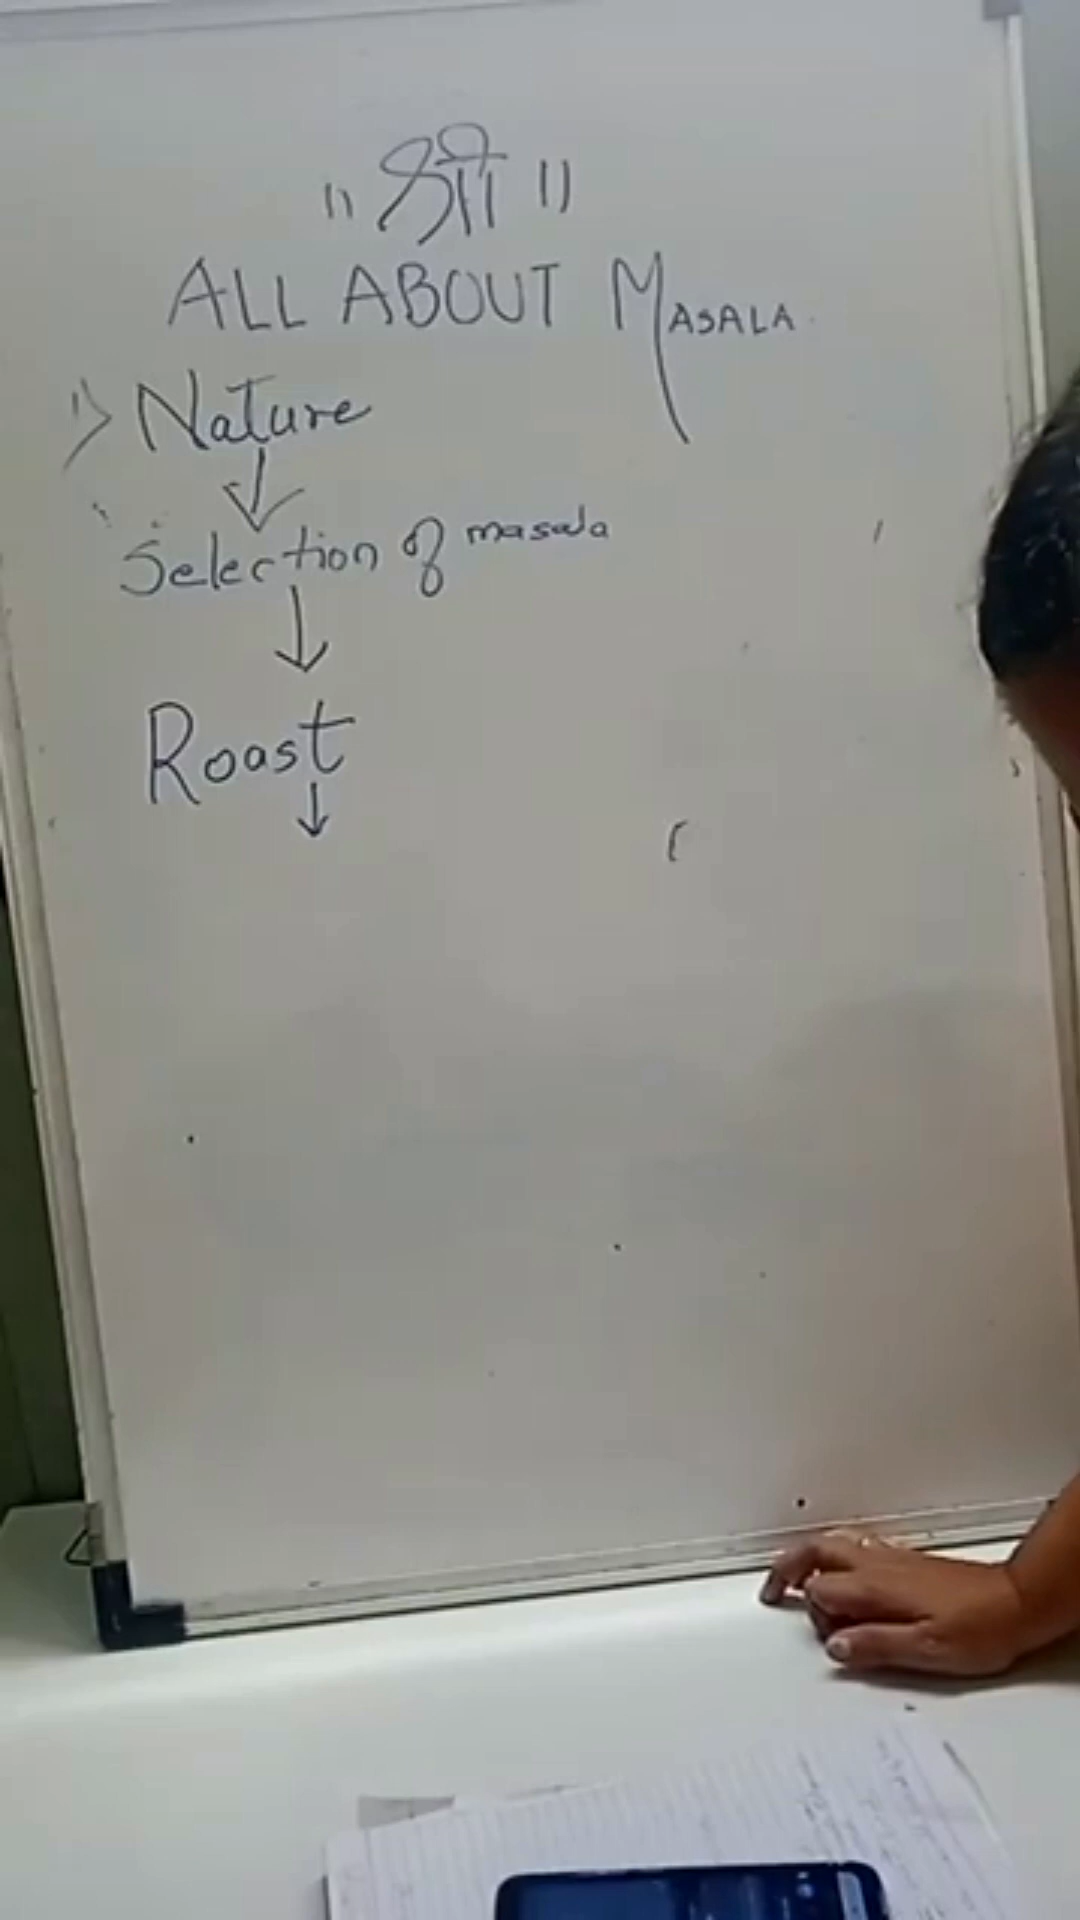 ॥ श्री ॥
ALL ABOUT MASALA
1> Nature
↓
Selection of masala
↓
Roast
↓